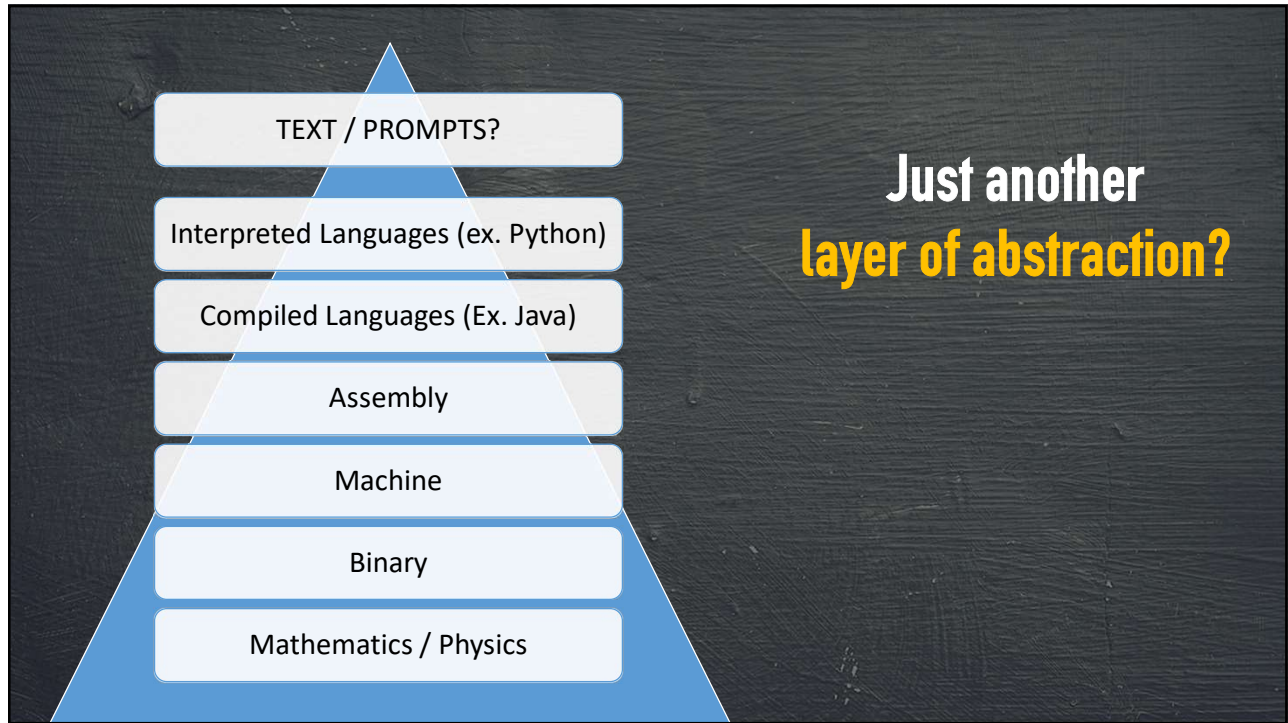 TEXT / PROMPTS?
Interpreted Languages (ex. Python)
Compiled Languages (Ex. Java)
Assembly
Machine
Binary
Mathematics / Physics
Just another
layer of abstraction?